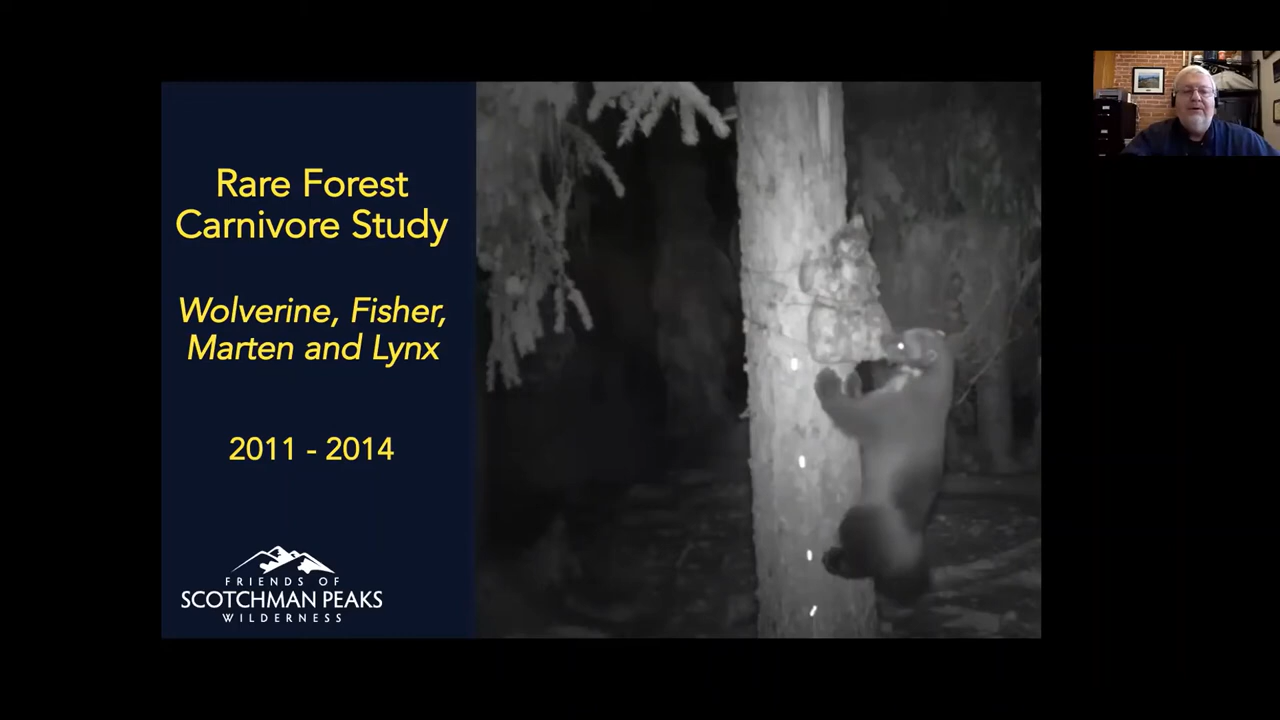 Rare Forest
Carnivore Study
Wolverine, Fisher,
Marten and Lynx
2011 - 2014
FRIENDS OF
SCOTCHMAN PEAKS
WILDERNESS